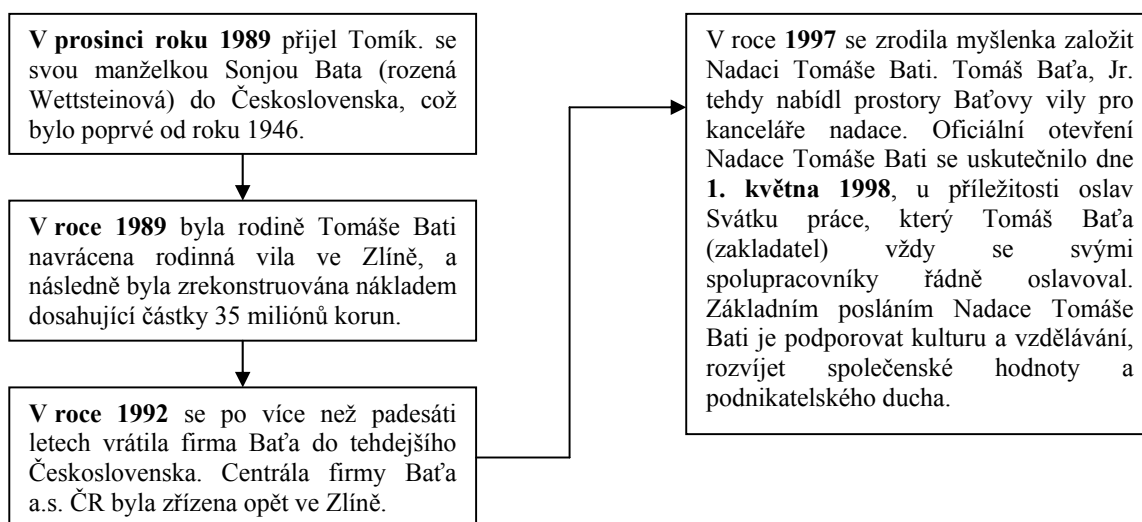 V prosinci roku 1989 přijel Tomík. se
svou manželkou Sonjou Bata (rozená
Wettsteinová) do Československa, což
bylo poprvé od roku 1946.
V roce 1989 byla rodině Tomáše Bati
navrácena rodinná vila ve Zlíně, a
následně byla zrekonstruována nákladem
dosahující částky 35 miliónů korun.
V roce 1992 se po více než padesáti
letech vrátila firma Baťa do tehdejšího
Československa. Centrála firmy Baťa
a.s. ČR byla zřízena opět ve Zlíně.
V roce 1997 se zrodila myšlenka založit
Nadaci Tomáše Bati. Tomáš Baťa, Jr.
tehdy nabídl prostory Baťovy vily pro
kanceláře nadace. Oficiální otevření
Nadace Tomáše Bati se uskutečnilo dne
1. května 1998, u příležitosti oslav
Svátku práce, který Tomáš Baťa
(zakladatel) vždy se svými
spolupracovníky řádně oslavoval.
Základním posláním Nadace Tomáše
Bati je podporovat kulturu a vzdělávání,
rozvíjet společenské hodnoty a
podnikatelského ducha.